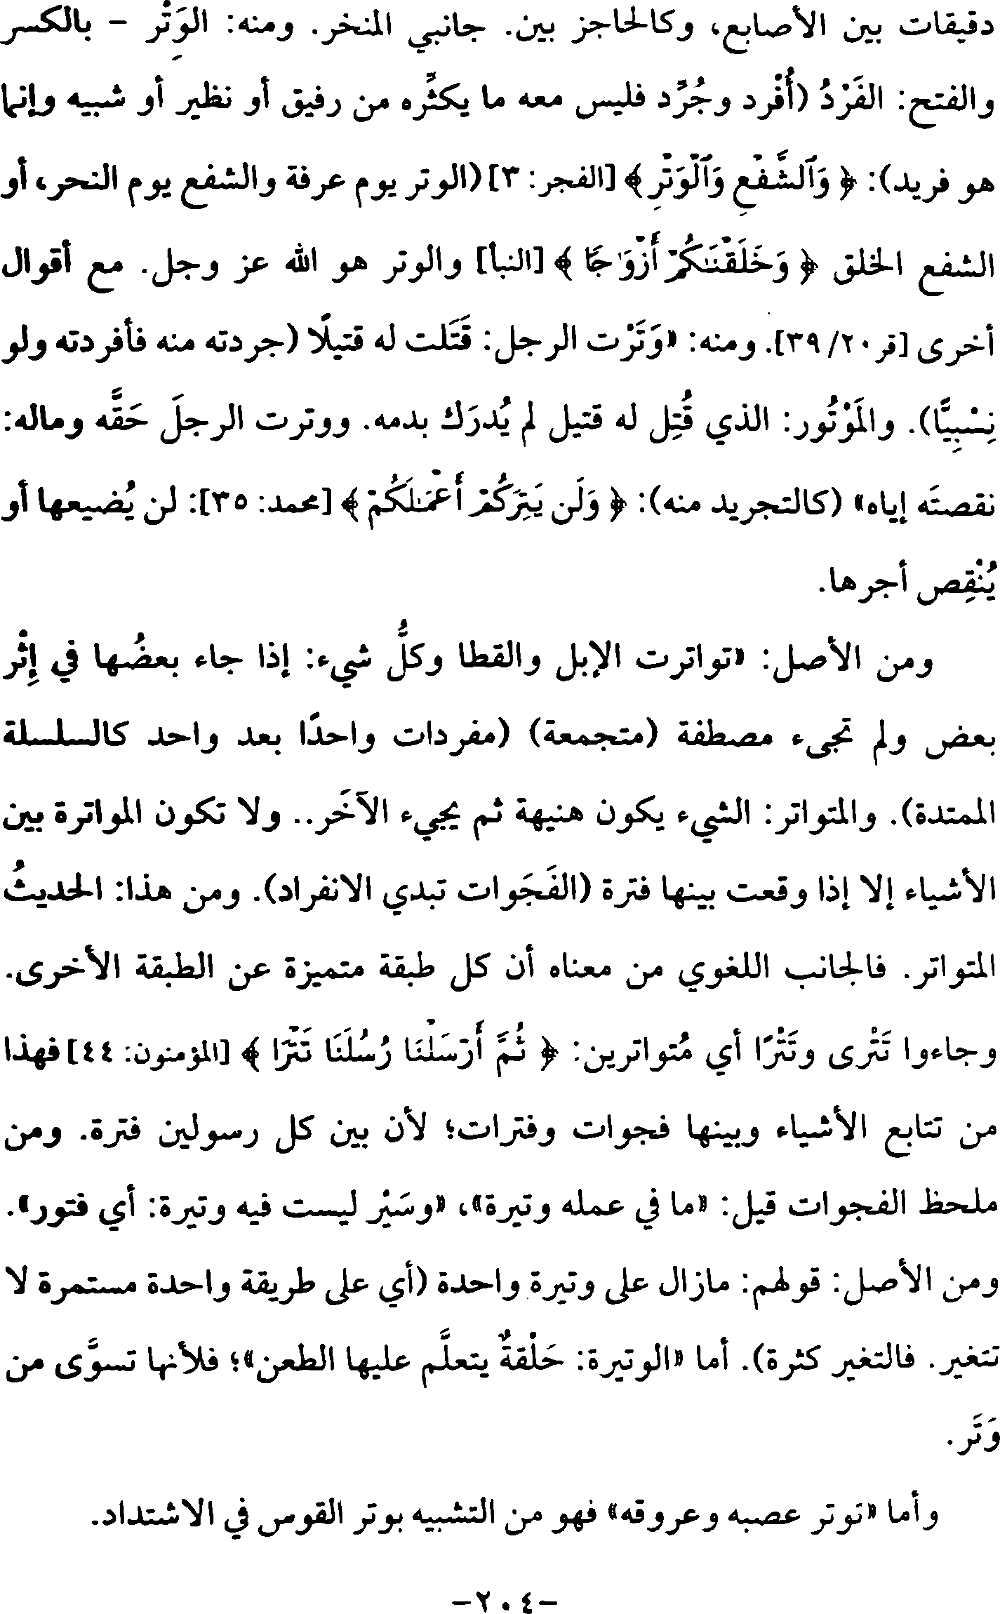 دقيقات بين الأصابع، وكالحاجز بين. جانبي المنخر. ومنه: الوَِتْر - بالكسر
والفتح: الفَرْدُ (أُفْرد وجُرِّد فليس معه ما يكثِّره من رفيق أو نظير أو شبيه وإنما
هو فريد): ﴿ وَٱلشَّفْعِ وَٱلْوَتْرِ ﴾ [الفجر: ٣] (الوتر يوم عرفة والشفع يوم النحر، أو
الشفع الخلق ﴿ وَخَلَقْنَٰكُمْ أَزْوَٰجًا ﴾ [النبأ] والوتر هو الله عز وجل. مع أقوال
أخرى [قر ٢٠/ ٣٩]. ومنه: «وَتَرْت الرجل: قَتَلت له قتيلًا (جردته منه فأفردته ولو
نِسْبِيًّا). والمَوْتُور: الذي قُتِل له قتيل لم يُدرَك بدمه. ووترت الرجلَ حَقَّه وماله:
نقصتَه إياه» (كالتجريد منه): ﴿ وَلَن يَتِرَكُمْ أَعْمَٰلَكُمْ ﴾ [محمد: ٣٥]: لن يُضيعها أو
يُنْقِص أجرها.
ومن الأصل: «تواترت الإبل والقطا وكلُّ شيء: إذا جاء بعضُها في إِثْر
بعض ولم تجىء مصطفة (متجمعة) (مفردات واحدًا بعد واحد كالسلسلة
الممتدة). والمتواتر: الشيء يكون هنيهة ثم يجيء الآخَر.. ولا تكون المواترة بين
الأشياء إلا إذا وقعت بينها فترة (الفَجَوات تبدي الانفراد). ومن هذا: الحديثُ
المتواتر. فالجانب اللغوي من معناه أن كل طبقة متميزة عن الطبقة الأخرى.
وجاءوا تَتْرى وتَتْرًا أي مُتواترين: ﴿ ثُمَّ أَرْسَلْنَا رُسُلَنَا تَتْرَا ﴾ [المؤمنون: ٤٤] فهذا
من تتابع الأشياء وبينها فجوات وفترات؛ لأن بين كل رسولين فترة. ومن
ملحظ الفجوات قيل: «ما في عمله وتيرة»، «وسَيْر ليست فيه وتيرة: أي فتور».
ومن الأصل: قولهم: مازال على وتيرة واحدة (أي على طريقة واحدة مستمرة لا
تتغير. فالتغير كثرة). أما «الوتيرة: حَلْقةٌ يتعلَّم عليها الطعن»؛ فلأنها تسوَّى من
وَتَر.
وأما «توتر عصبه وعروقه» فهو من التشبيه بوتر القوس في الاشتداد.
-٢٠٤-